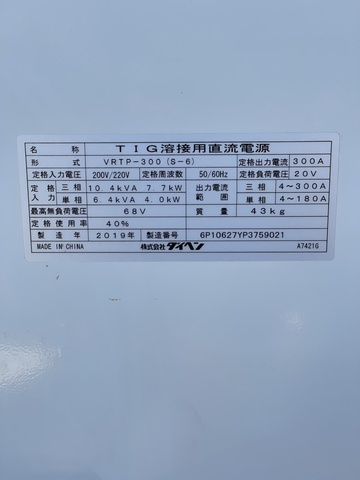 名 称 TIG溶接用直流電源
形 式 VRTP-300 (S-6) 定格出力電流 300A
定格入力電圧 200V/220V 定格周波数 50/60Hz 定格負荷電圧 20V
定 格 入 力 三 相 10.4kVA 7.7kW 出力電流 範囲 三 相 4~300A
単 相 6.4kVA 4.0kW 単 相 4~180A
最高無負荷電圧 68V 質 量 43kg
定 格 使 用 率 40%
製 造 年 2019年 製造番号 6P10627YP3759021
MADE IN CHINA 株式会社ダイヘン A7421G